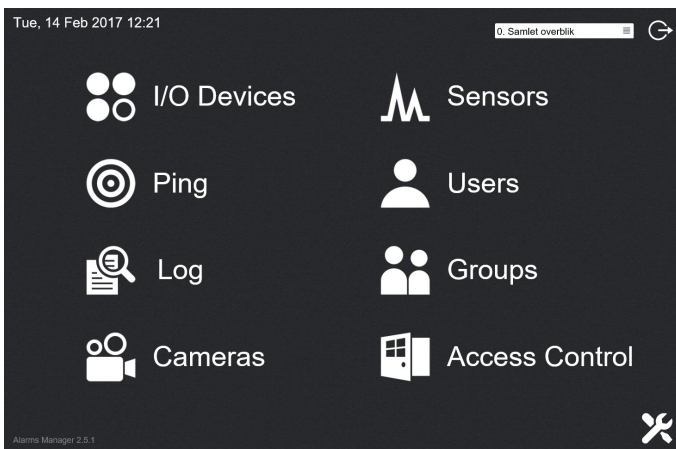 Tue, 14 Feb 2017 12:21
0. Samlet overblik
I/O Devices
Sensors
Ping
Users
Log
Groups
Cameras
Access Control
Alarms Manager 2.5.1